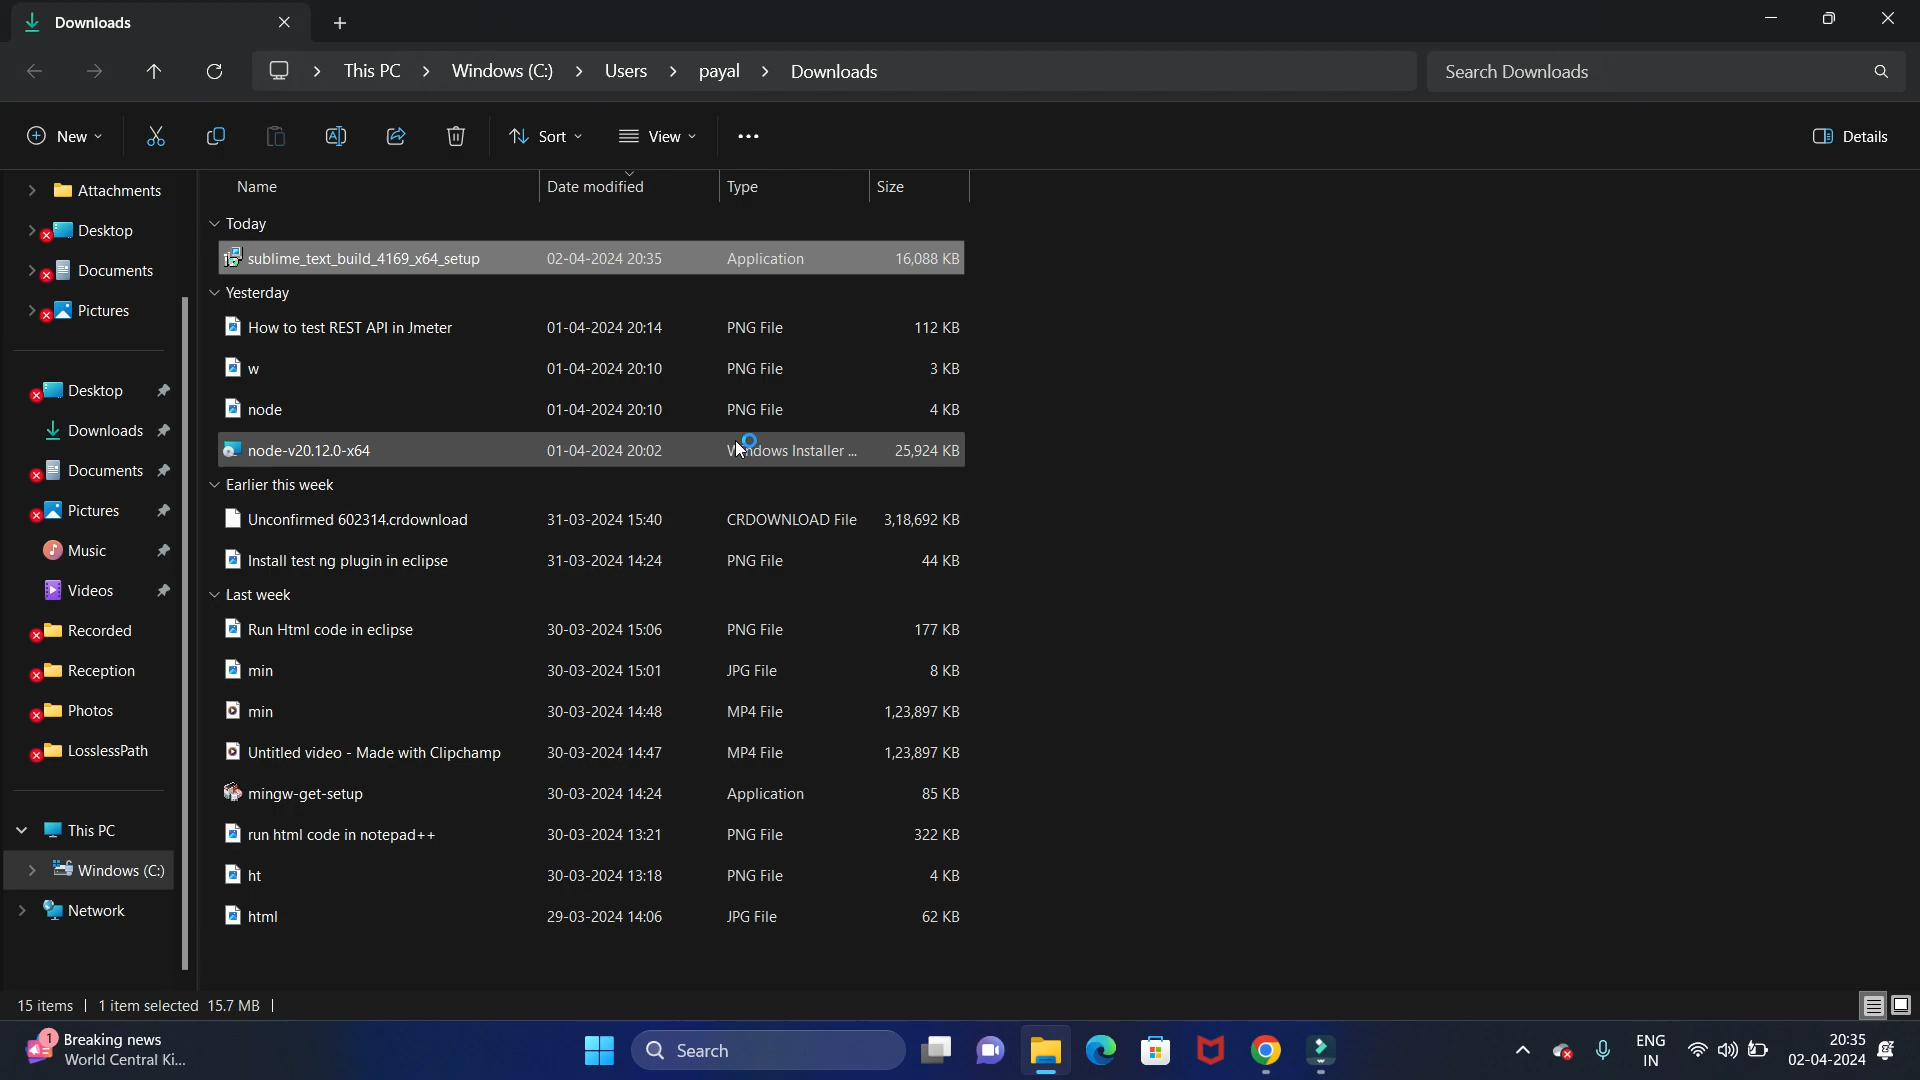 Downloads
This PC Windows (C:) Users payal Downloads
Search Downloads
New Sort View Details
Name Date modified Type Size
Attachments
Desktop
Documents
Pictures
Desktop
Downloads
Documents
Pictures
Music
Videos
Recorded
Reception
Photos
LosslessPath
This PC
Windows (C:)
Network
Today
sublime_text_build_4169_x64_setup 02-04-2024 20:35 Application 16,088 KB
Yesterday
How to test REST API in Jmeter 01-04-2024 20:14 PNG File 112 KB
w 01-04-2024 20:10 PNG File 3 KB
node 01-04-2024 20:10 PNG File 4 KB
node-v20.12.0-x64 01-04-2024 20:02 Windows Installer ... 25,924 KB
Earlier this week
Unconfirmed 602314.crdownload 31-03-2024 15:40 CRDOWNLOAD File 3,18,692 KB
Install test ng plugin in eclipse 31-03-2024 14:24 PNG File 44 KB
Last week
Run Html code in eclipse 30-03-2024 15:06 PNG File 177 KB
min 30-03-2024 15:01 JPG File 8 KB
min 30-03-2024 14:48 MP4 File 1,23,897 KB
Untitled video - Made with Clipchamp 30-03-2024 14:47 MP4 File 1,23,897 KB
mingw-get-setup 30-03-2024 14:24 Application 85 KB
run html code in notepad++ 30-03-2024 13:21 PNG File 322 KB
ht 30-03-2024 13:18 PNG File 4 KB
html 29-03-2024 14:06 JPG File 62 KB
15 items 1 item selected 15.7 MB
1 Breaking news
World Central Ki...
Search
ENG
IN
20:35
02-04-2024